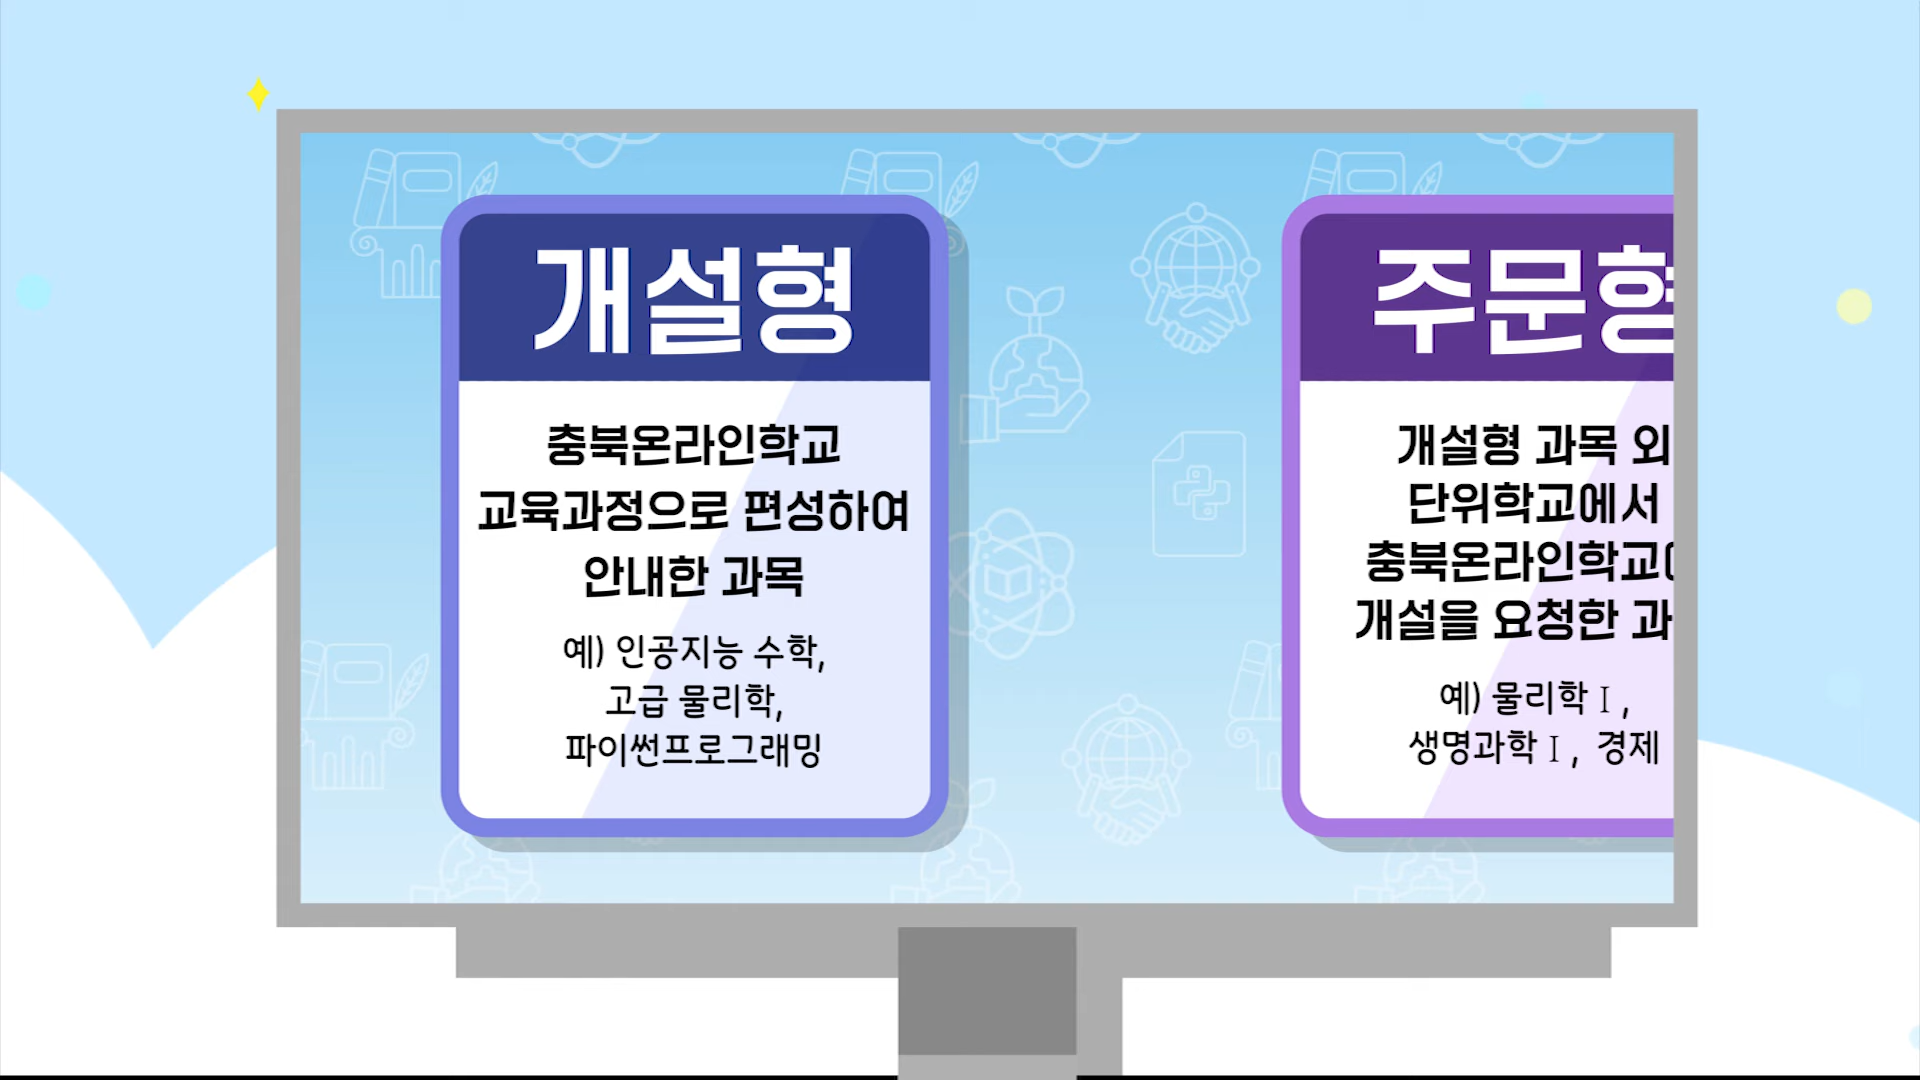 개설형
충북온라인학교
교육과정으로 편성하여
안내한 과목
예) 인공지능 수학,
고급 물리학,
파이썬프로그래밍
주문형
개설형 과목 외
단위학교에서
충북온라인학교에
개설을 요청한 과
예) 물리학Ⅰ,
생명과학Ⅰ, 경제